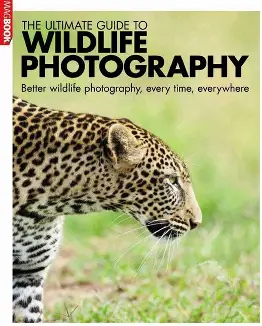 MAGBOOK
THE ULTIMATE GUIDE TO
WILDLIFE
PHOTOGRAPHY
Better wildlife photography, every time, everywhere